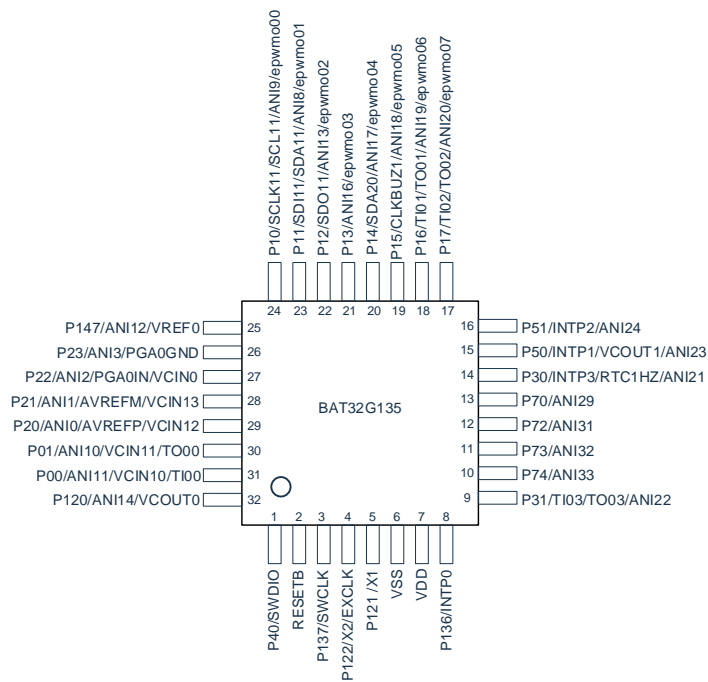 P10/SCLK11/SCL11/ANI9/epwmo00
P11/SDI11/SDA11/ANI8/epwmo01
P12/SDO11/ANI13/epwmo02
P13/ANI16/epwmo03
P14/SDA20/ANI17/epwmo04
P15/CLKBUZ1/ANI18/epwmo05
P16/TI01/TO01/ANI19/epwmo06
P17/TI02/TO02/ANI20/epwmo07
24 23 22 21 20 19 18 17
P147/ANI12/VREF0 25
P23/ANI3/PGA0GND 26
P22/ANI2/PGA0IN/VCIN0 27
P21/ANI1/AVREFM/VCIN13 28
P20/ANI0/AVREFP/VCIN12 29
P01/ANI10/VCIN11/TO00 30
P00/ANI11/VCIN10/TI00 31
P120/ANI14/VCOUT0 32
BAT32G135
16 P51/INTP2/ANI24
15 P50/INTP1/VCOUT1/ANI23
14 P30/INTP3/RTC1HZ/ANI21
13 P70/ANI29
12 P72/ANI31
11 P73/ANI32
10 P74/ANI33
9 P31/TI03/TO03/ANI22
1 2 3 4 5 6 7 8
P40/SWDIO
RESETB
P137/SWCLK
P122/X2/EXCLK
P121 /X1
VSS
VDD
P136/INTP0